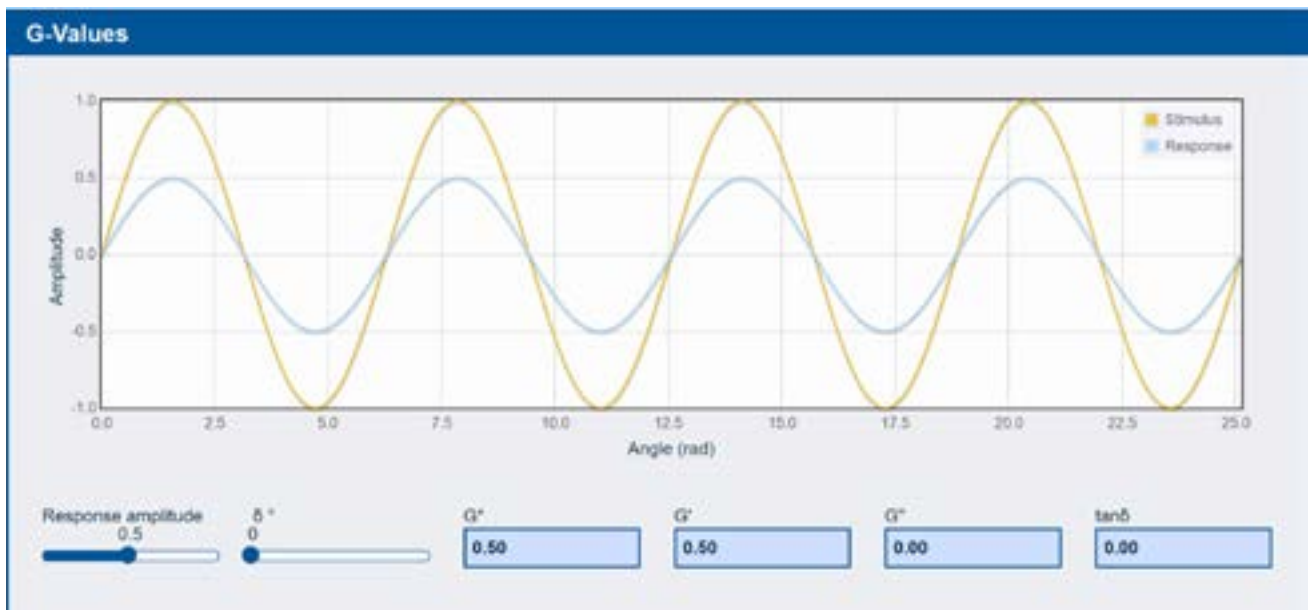 G-Values
1.0
0.5
0.0
-0.5
-1.0
Amplitude
Stimulus
Response
0.0 2.5 5.0 7.5 10.0 12.5 15.0 17.5 20.0 22.5 25.0
Angle (rad)
Response amplitude δ ° G* G' G" tanδ
0.5 0
0.50 0.50 0.00 0.00